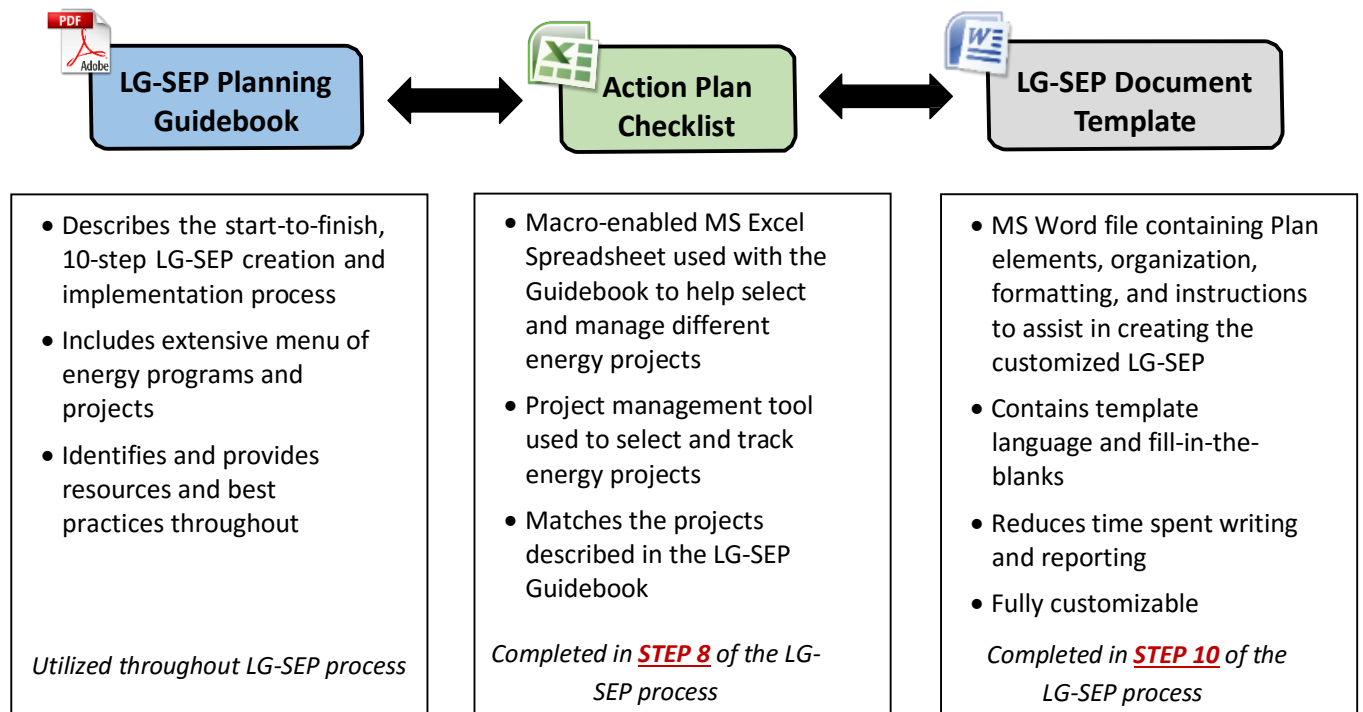 PDF
Adobe
LG-SEP Planning
Guidebook
Action Plan
Checklist
LG-SEP Document
Template
• Describes the start-to-finish,
10-step LG-SEP creation and
implementation process
• Includes extensive menu of
energy programs and
projects
• Identifies and provides
resources and best
practices throughout
Utilized throughout LG-SEP process
• Macro-enabled MS Excel
Spreadsheet used with the
Guidebook to help select
and manage different
energy projects
• Project management tool
used to select and track
energy projects
• Matches the projects
described in the LG-SEP
Guidebook
Completed in STEP 8 of the LG-
SEP process
• MS Word file containing Plan
elements, organization,
formatting, and instructions
to assist in creating the
customized LG-SEP
• Contains template
language and fill-in-the-
blanks
• Reduces time spent writing
and reporting
• Fully customizable
Completed in STEP 10 of the
LG-SEP process